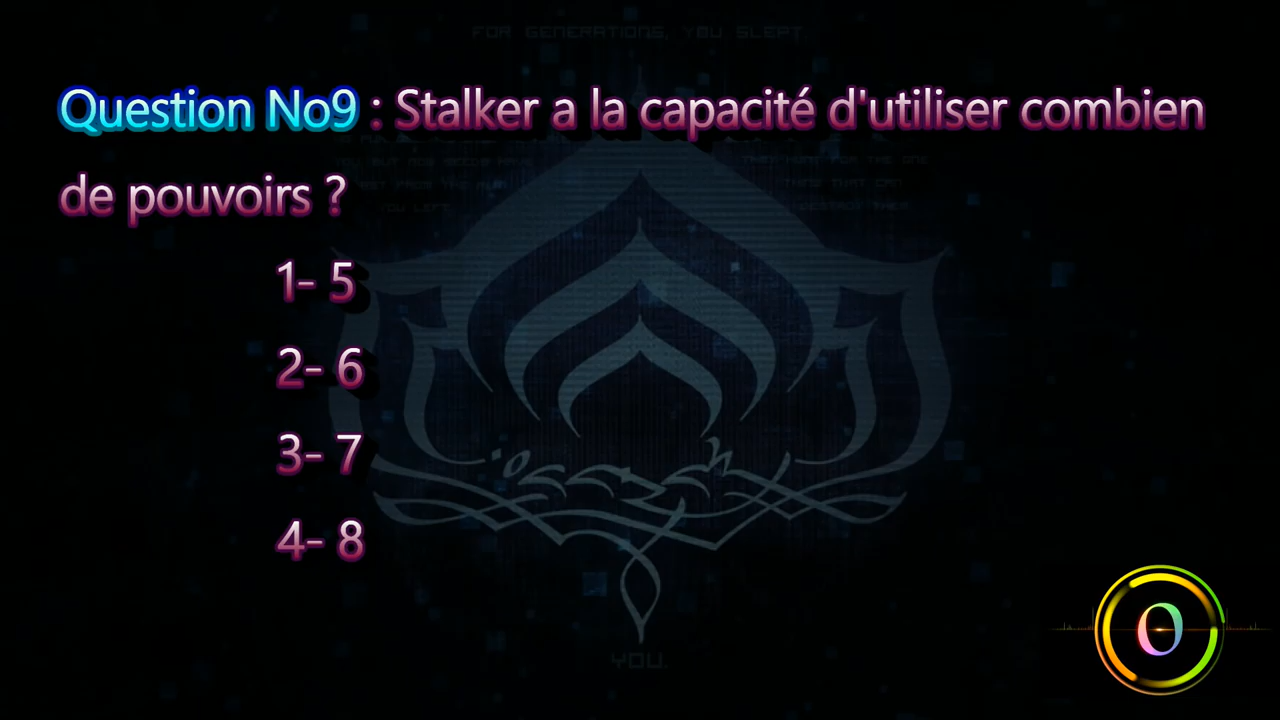 FOR GENERATIONS, YOU SLEPT
Question No9 : Stalker a la capacité d'utiliser combien
de pouvoirs ?
1- 5
2- 6
3- 7
4- 8
O
YOU.